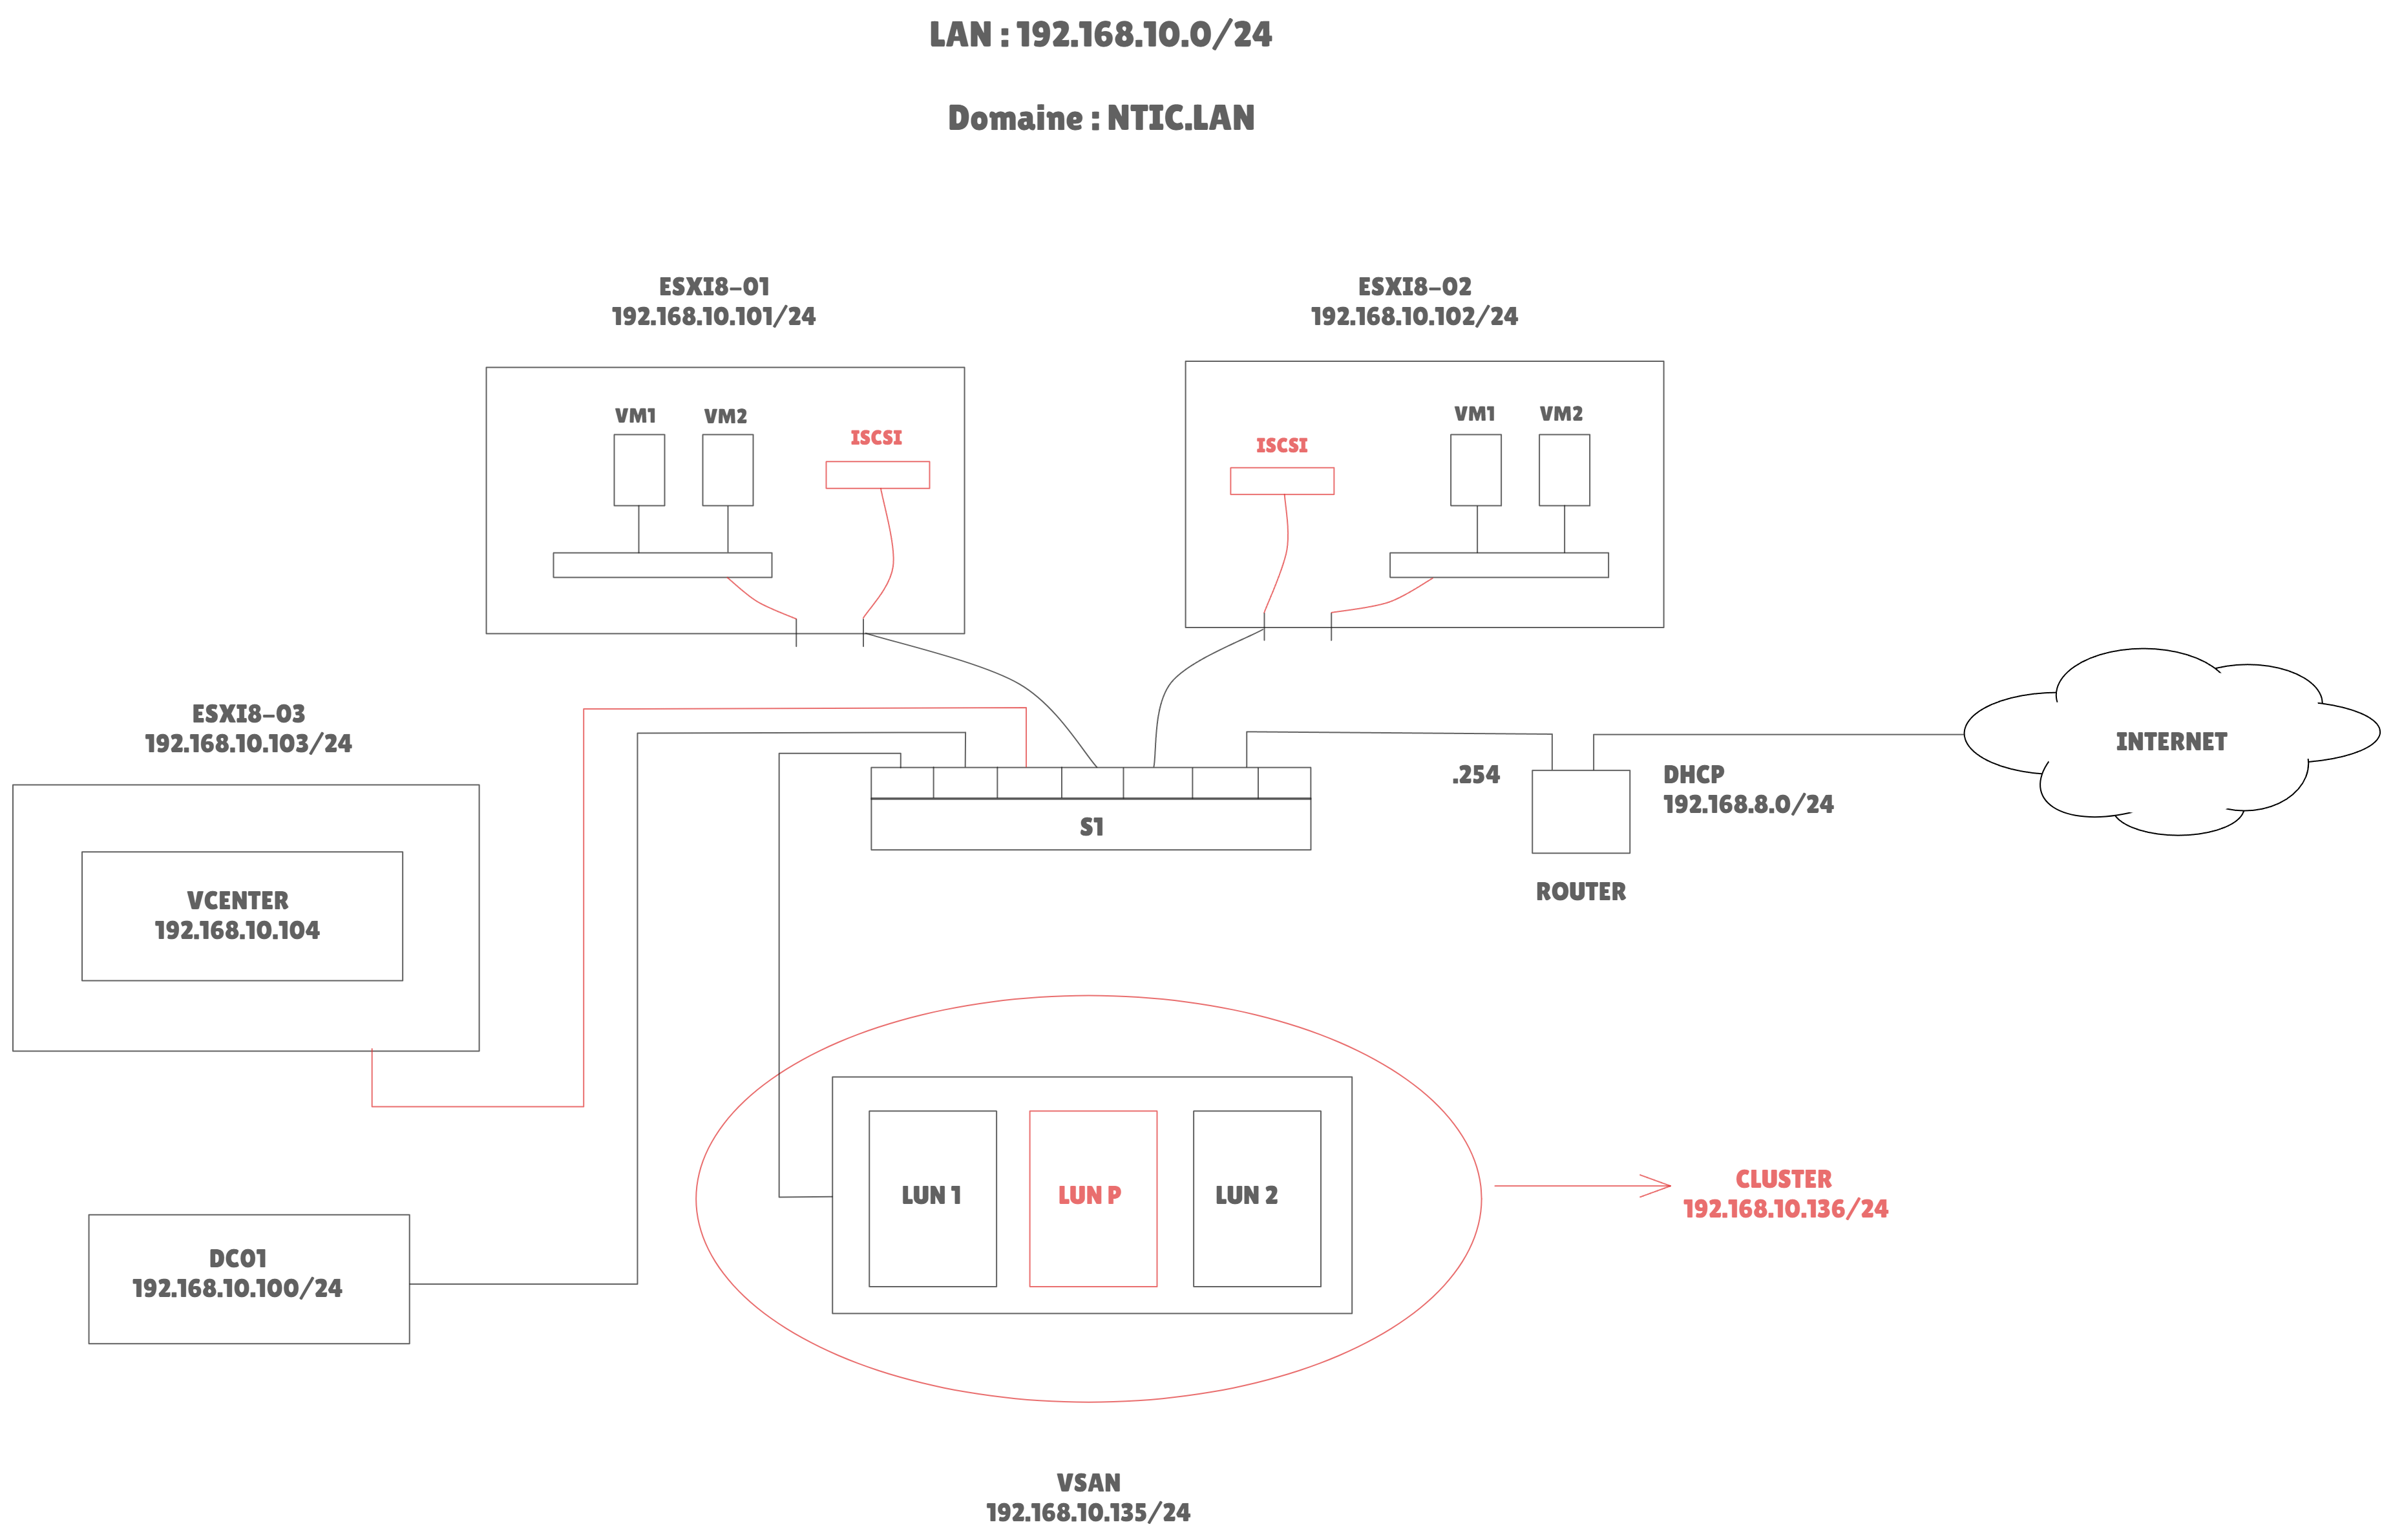 LAN : 192.168.10.0/24
Domaine : NTIC.LAN
ESXI8-01
192.168.10.101/24
ESXI8-02
192.168.10.102/24
VM1
VM2
ISCSI
ISCSI
VM1
VM2
ESXI8-03
192.168.10.103/24
VCENTER
192.168.10.104
S1
.254
DHCP
192.168.8.0/24
ROUTER
INTERNET
DC01
192.168.10.100/24
LUN 1
LUN P
LUN 2
CLUSTER
192.168.10.136/24
VSAN
192.168.10.135/24